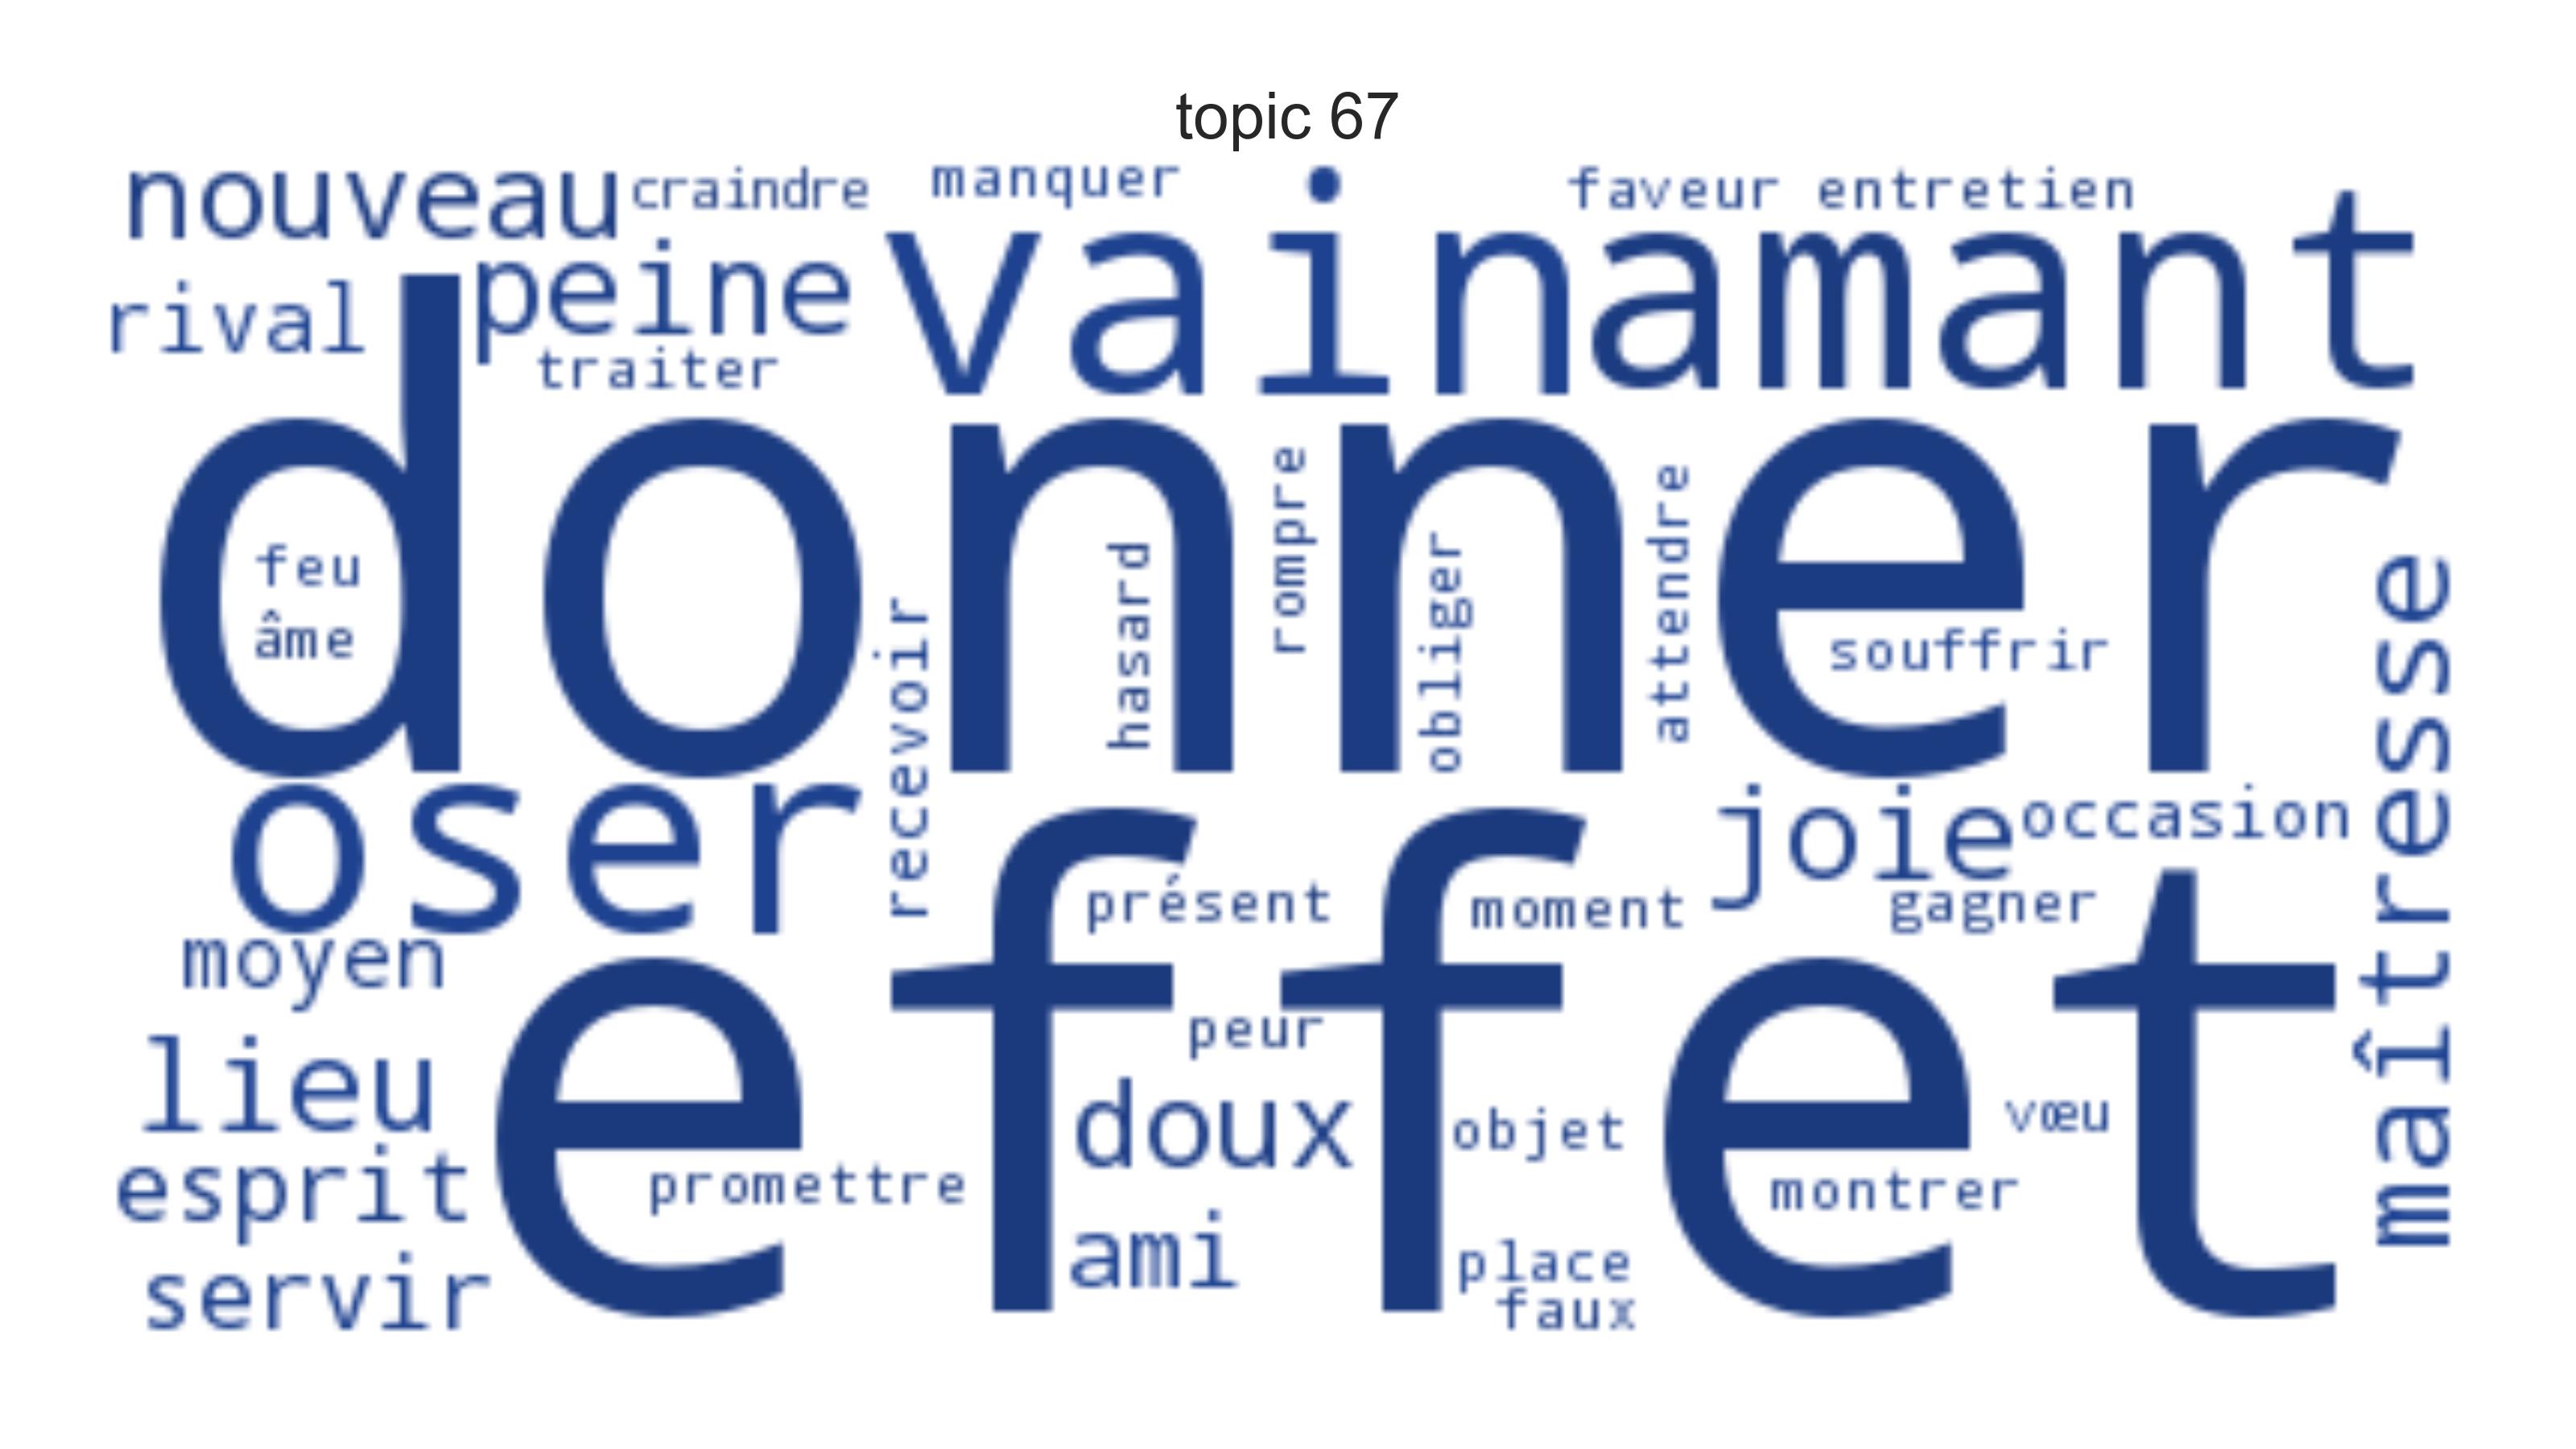 topic 67
nouveau craindre manquer faveur entretien
rival peine vain amant
traiter
donner
feu
âme
recevoir
hasard
rompre
obliger
attendre
souffrir
maîtresse
oser joie occasion
présent moment gagner
moyen
effet
peur
lieu doux objet vœu
esprit promettre montrer
servir ami place
faux